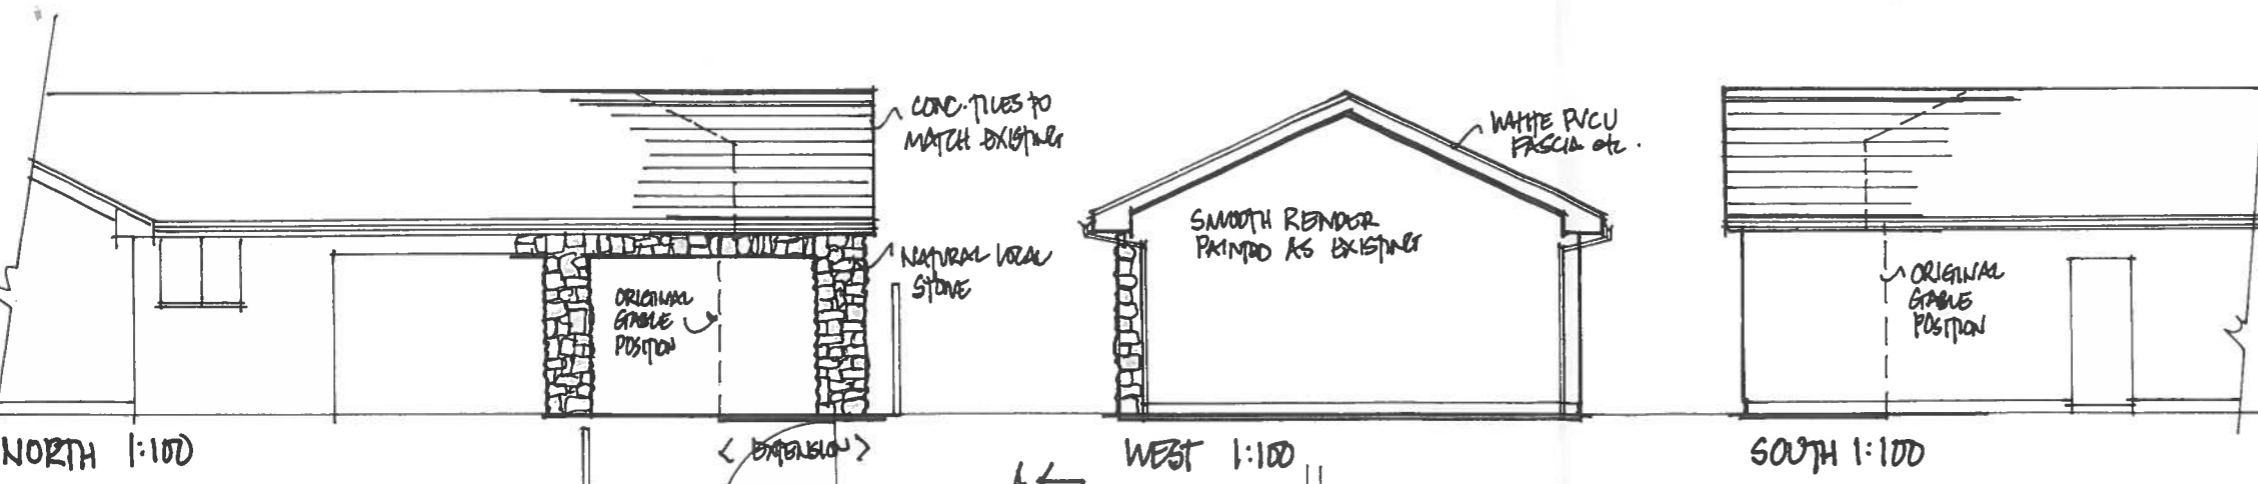 CONC. TILES TO
MATCH EXISTING
NATURAL LOCAL
STONE
ORIGINAL
GABLE
POSITION
< EXTENSION >
NORTH 1:100
WHITE PVCU
FASCIA etc.
SMOOTH RENDER
PAINTED AS EXISTING
WEST 1:100
ORIGINAL
GABLE
POSITION
SOUTH 1:100